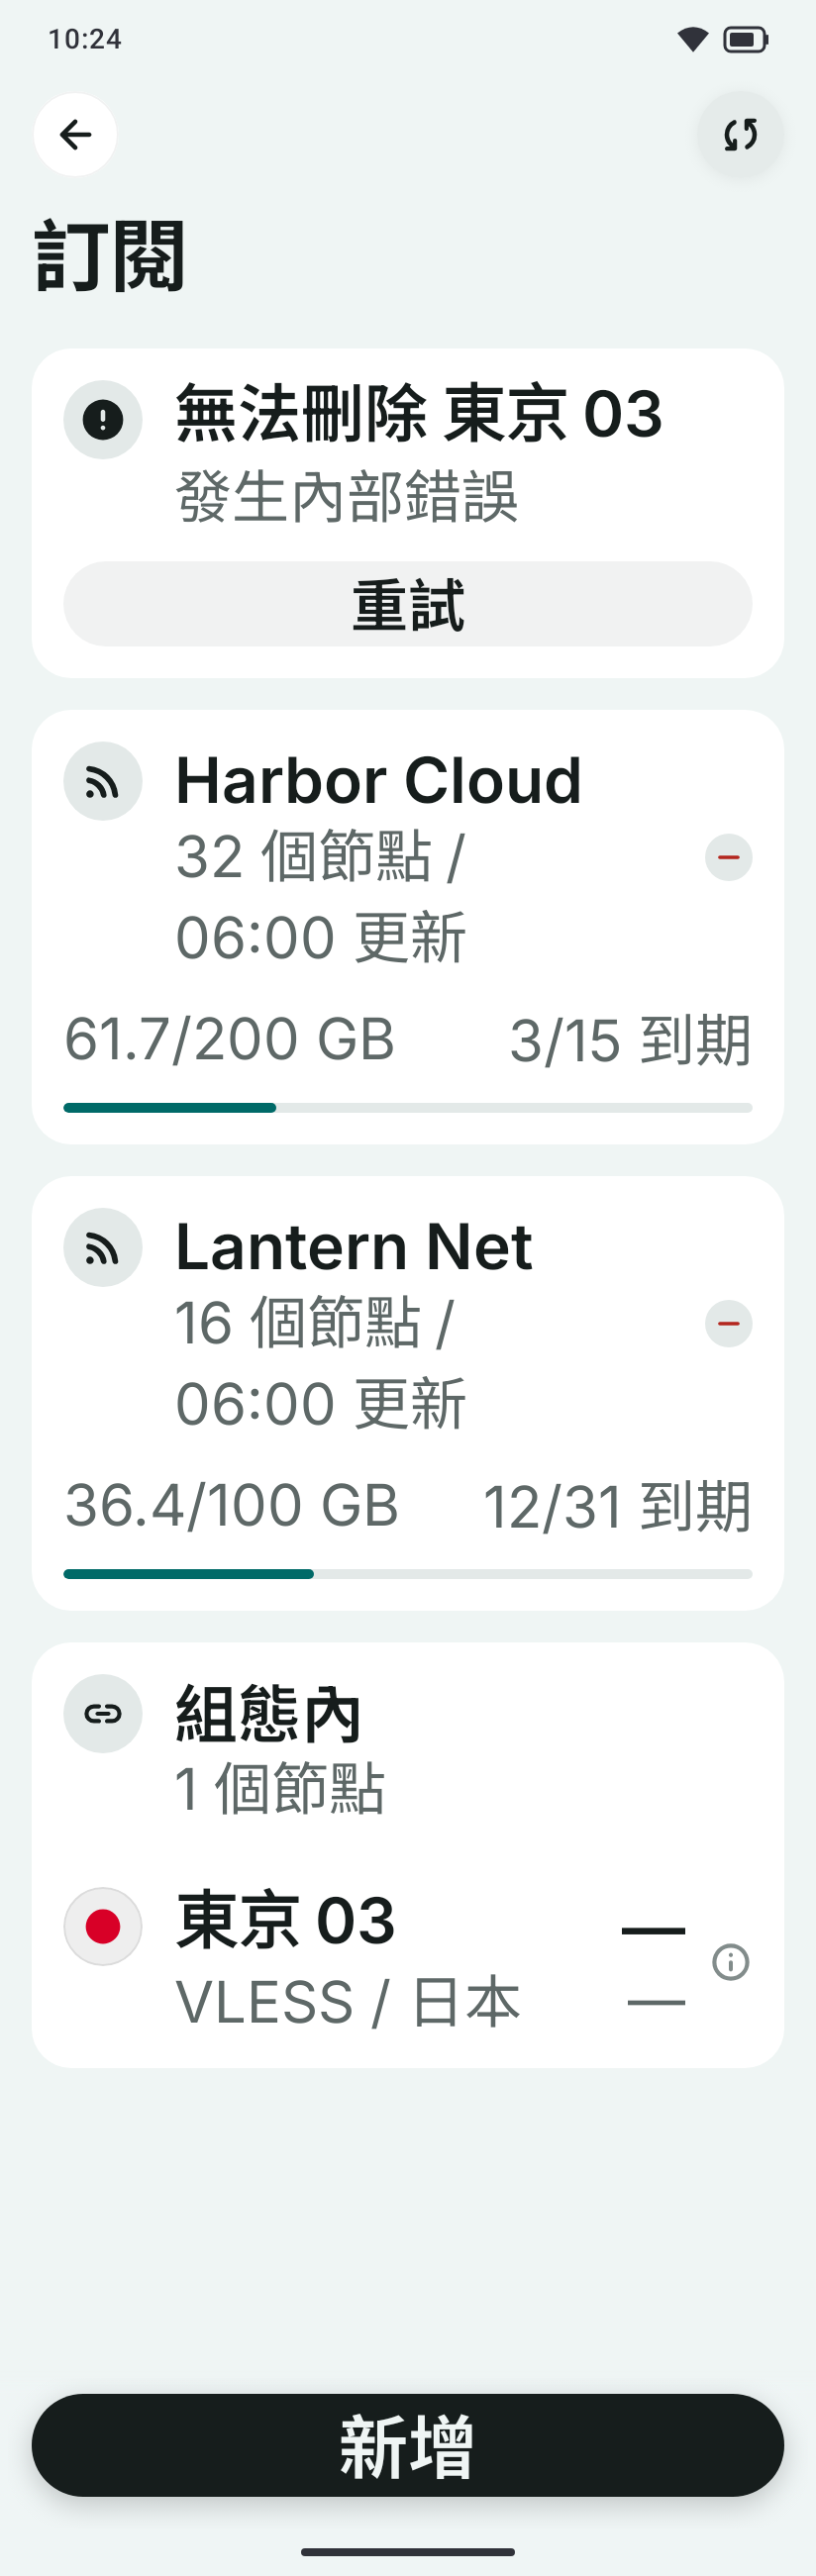 10:24
訂閱
無法刪除 東京 03
發生內部錯誤
重試
Harbor Cloud
32 個節點 /
06:00 更新
61.7/200 GB
3/15 到期
Lantern Net
16 個節點 /
06:00 更新
36.4/100 GB
12/31 到期
組態內
1 個節點
東京 03
—
VLESS / 日本
—
新增